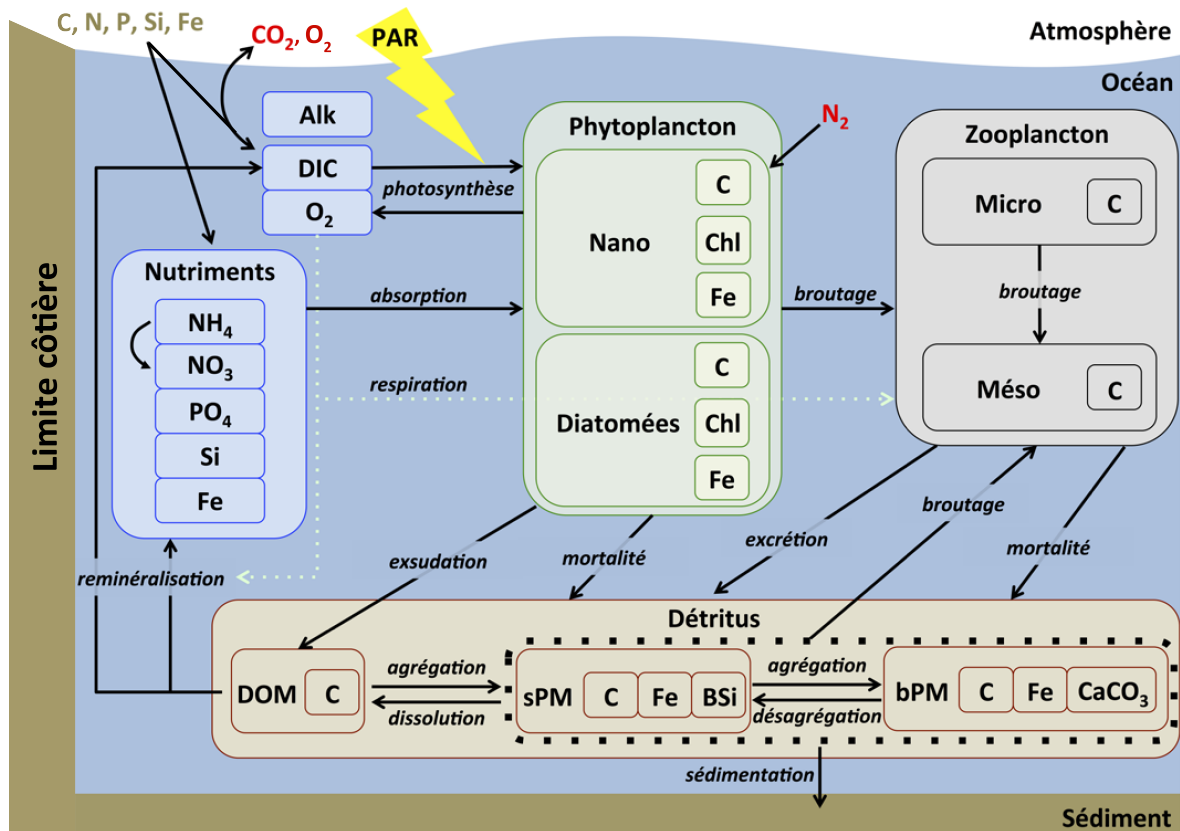 C, N, P, Si, Fe
CO₂, O₂
PAR
Atmosphère
Océan
Alk
DIC
O₂
photosynthèse
Phytoplancton
N₂
Nano
C
Chl
Fe
Diatomées
C
Chl
Fe
Zooplancton
Micro
C
broutage
Méso
C
Limite côtière
Nutriments
NH₄
NO₃
PO₄
Si
Fe
absorption
broutage
respiration
reminéralisation
exsudation
mortalité
excrétion
broutage
mortalité
Détritus
DOM
C
agrégation
dissolution
sPM
C
Fe
BSi
agrégation
désagrégation
bPM
C
Fe
CaCO₃
sédimentation
Sédiment